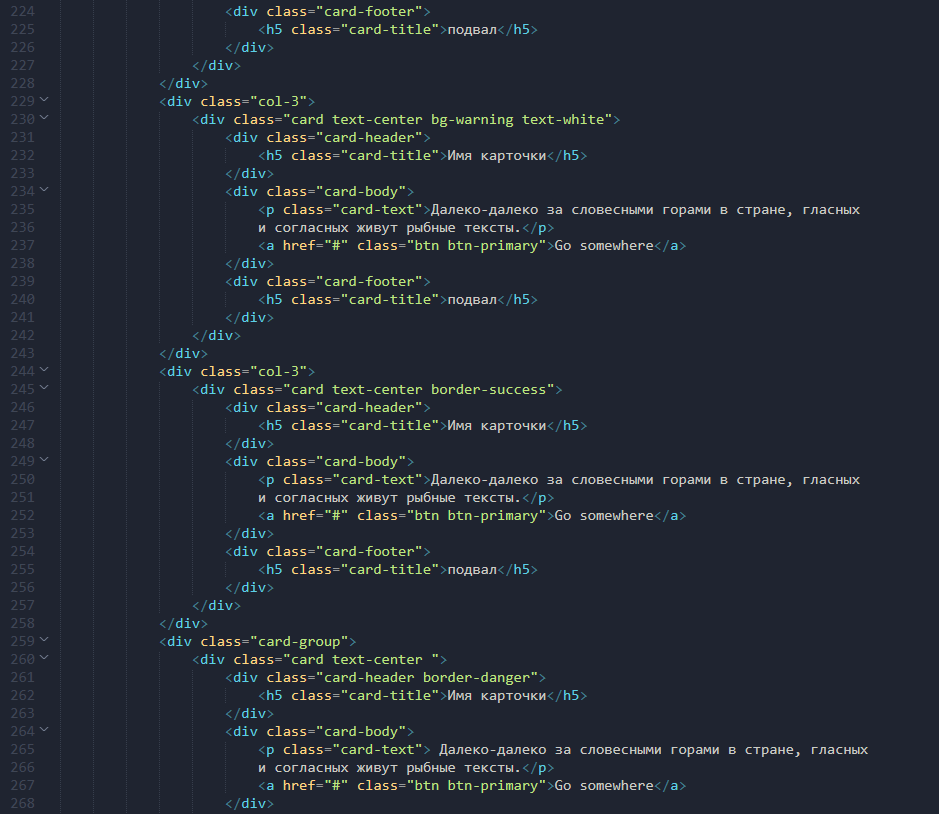 224 <div class="card-footer">
225 <h5 class="card-title">подвал</h5>
226 </div>
227 </div>
228 </div>
229 <div class="col-3">
230 <div class="card text-center bg-warning text-white">
231 <div class="card-header">
232 <h5 class="card-title">Имя карточки</h5>
233 </div>
234 <div class="card-body">
235 <p class="card-text">Далеко-далеко за словесными горами в стране, гласных
236 и согласных живут рыбные тексты.</p>
237 <a href="#" class="btn btn-primary">Go somewhere</a>
238 </div>
239 <div class="card-footer">
240 <h5 class="card-title">подвал</h5>
241 </div>
242 </div>
243 </div>
244 <div class="col-3">
245 <div class="card text-center border-success">
246 <div class="card-header">
247 <h5 class="card-title">Имя карточки</h5>
248 </div>
249 <div class="card-body">
250 <p class="card-text">Далеко-далеко за словесными горами в стране, гласных
251 и согласных живут рыбные тексты.</p>
252 <a href="#" class="btn btn-primary">Go somewhere</a>
253 </div>
254 <div class="card-footer">
255 <h5 class="card-title">подвал</h5>
256 </div>
257 </div>
258 </div>
259 <div class="card-group">
260 <div class="card text-center ">
261 <div class="card-header border-danger">
262 <h5 class="card-title">Имя карточки</h5>
263 </div>
264 <div class="card-body">
265 <p class="card-text"> Далеко-далеко за словесными горами в стране, гласных
266 и согласных живут рыбные тексты.</p>
267 <a href="#" class="btn btn-primary">Go somewhere</a>
268 </div>